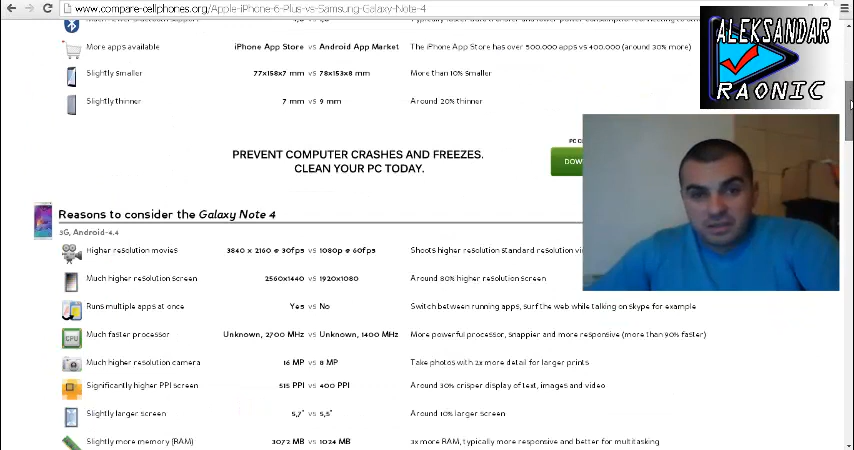 www.compare-cellphones.org/Apple-iPhone-6-Plus-vs-Samsung-Galaxy-Note-4
More apps available iPhone App Store vs Android App Market The iPhone App Store has over 500.000 apps vs 400.000 (around 30% more)
Slightly smaller 77x158x7 mm vs 78x153x8 mm More than 10% smaller
Slightly thinner 7 mm vs 9 mm Around 20% thinner
ALEKSANDAR
RAONIC
PREVENT COMPUTER CRASHES AND FREEZES.
CLEAN YOUR PC TODAY.
Reasons to consider the Galaxy Note 4
3G, Android-4.4
Higher resolution movies 3840 x 2160 @ 30fps vs 1080p @ 60fps Shoots higher resolution standard resolution
Much higher resolution screen 2560x1440 vs 1920x1080 Around 80% higher resolution screen
Runs multiple apps at once Yes vs No Switch between running apps, surf the web while talking on skype for example
CPU Much faster processor Unknown, 2700 MHz vs Unknown, 1400 MHz More powerful processor, snappier and more responsive (more than 90% faster)
Much higher resolution camera 16 MP vs 8 MP Take photos with 2x more detail for larger prints
Significantly higher PPI screen 515 PPI vs 400 PPI Around 30% crisper display of text, images and video
Slightly larger screen 5,7" vs 5,5" Around 10% larger screen
Slightly more memory (RAM) 3072 MB vs 1024 MB 3x more RAM, typically more responsive and better for multitasking